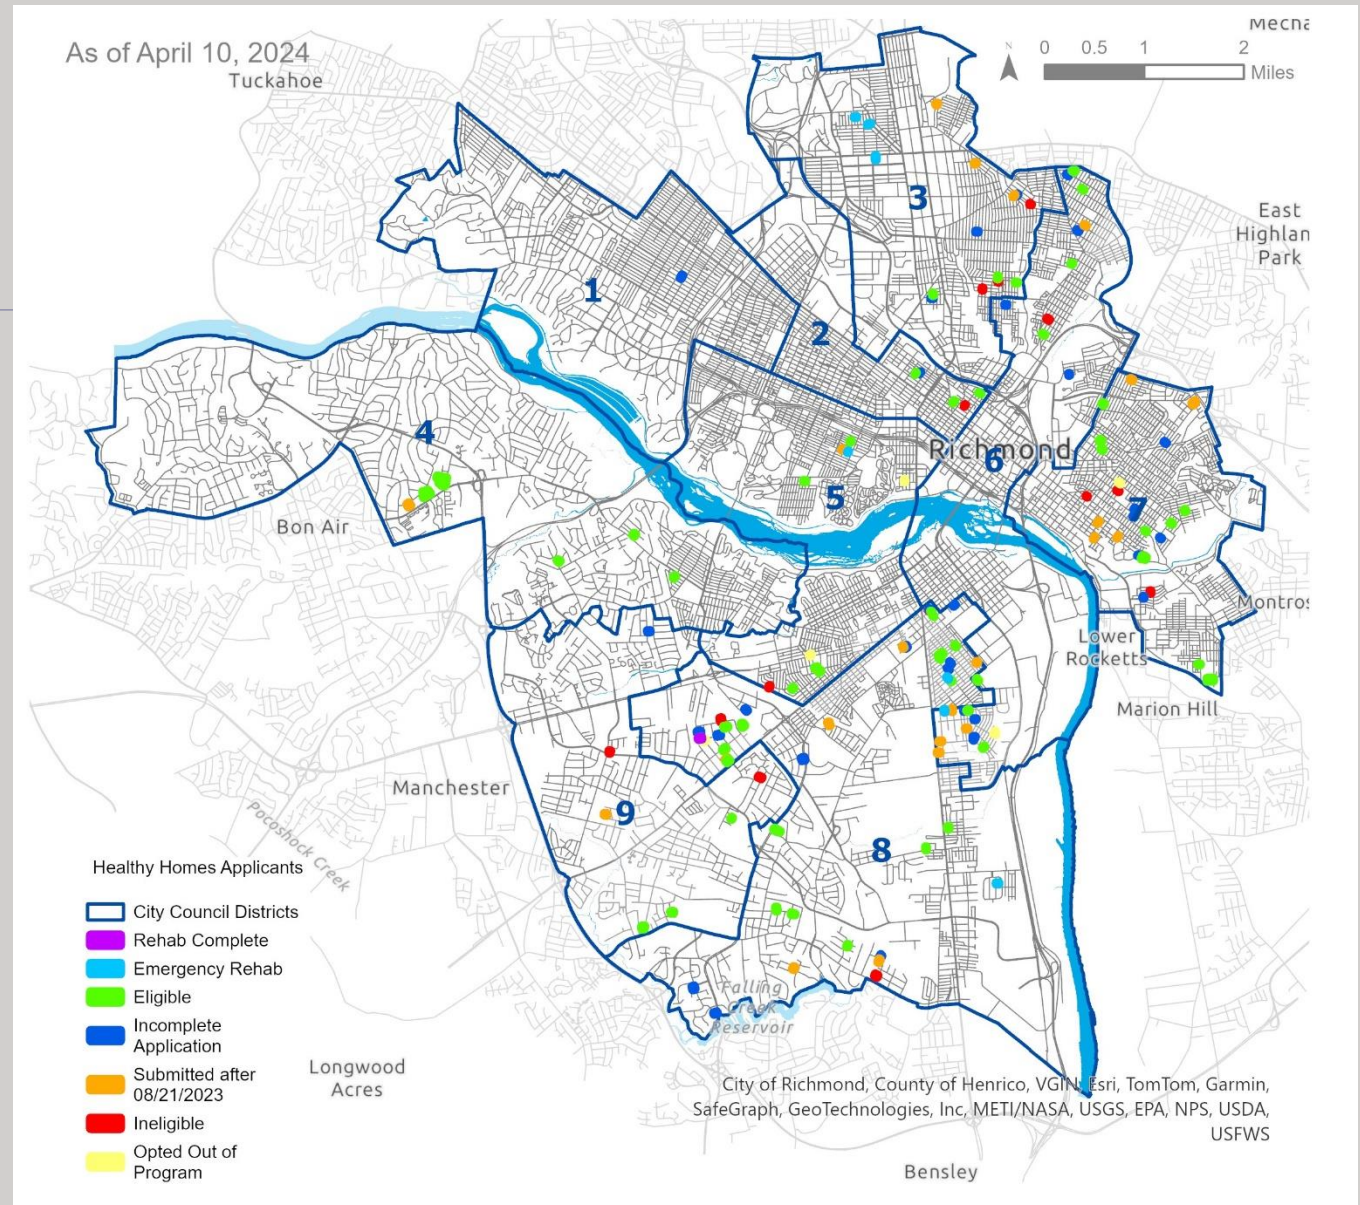 As of April 10, 2024
Mecha
N
0 0.5 1 2
Miles
Tuckahoe
East
Highlan
Park
3
1
2
4
Richmond
6
5
7
Bon Air
Montros
Lower
Rocketts
Marion Hill
Manchester
9
8
Pocoshock Creek
Falling
Creek
Reservoir
Longwood
Acres
Bensley
Healthy Homes Applicants
City Council Districts
Rehab Complete
Emergency Rehab
Eligible
Incomplete
Application
Submitted after
08/21/2023
Ineligible
Opted Out of
Program
City of Richmond, County of Henrico, VGIN, Esri, TomTom, Garmin,
SafeGraph, GeoTechnologies, Inc, METI/NASA, USGS, EPA, NPS, USDA,
USFWS